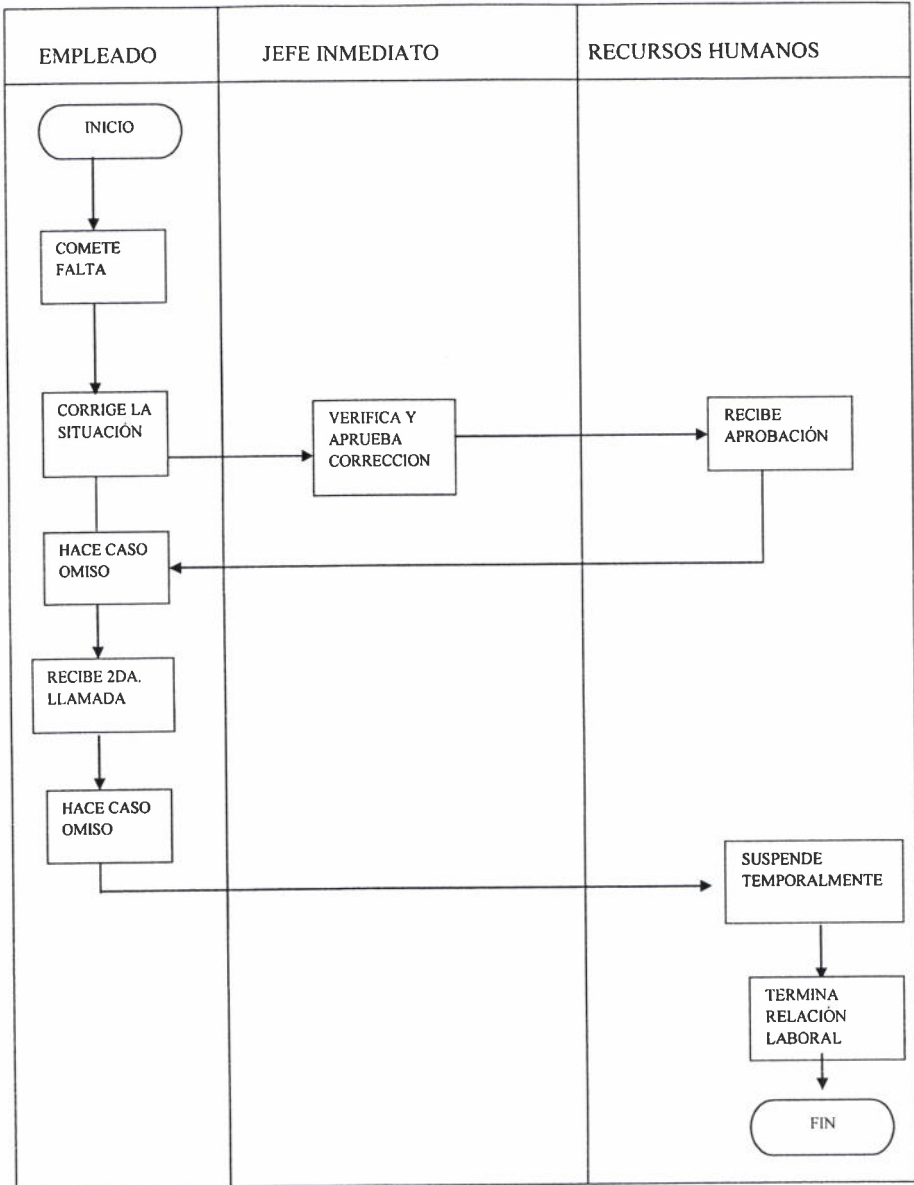 EMPLEADO
JEFE INMEDIATO
RECURSOS HUMANOS
INICIO
COMETE
FALTA
CORRIGE LA
SITUACIÓN
VERIFICA Y
APRUEBA
CORRECCION
RECIBE
APROBACIÓN
HACE CASO
OMISO
RECIBE 2DA.
LLAMADA
HACE CASO
OMISO
SUSPENDE
TEMPORALMENTE
TERMINA
RELACIÓN
LABORAL
FIN